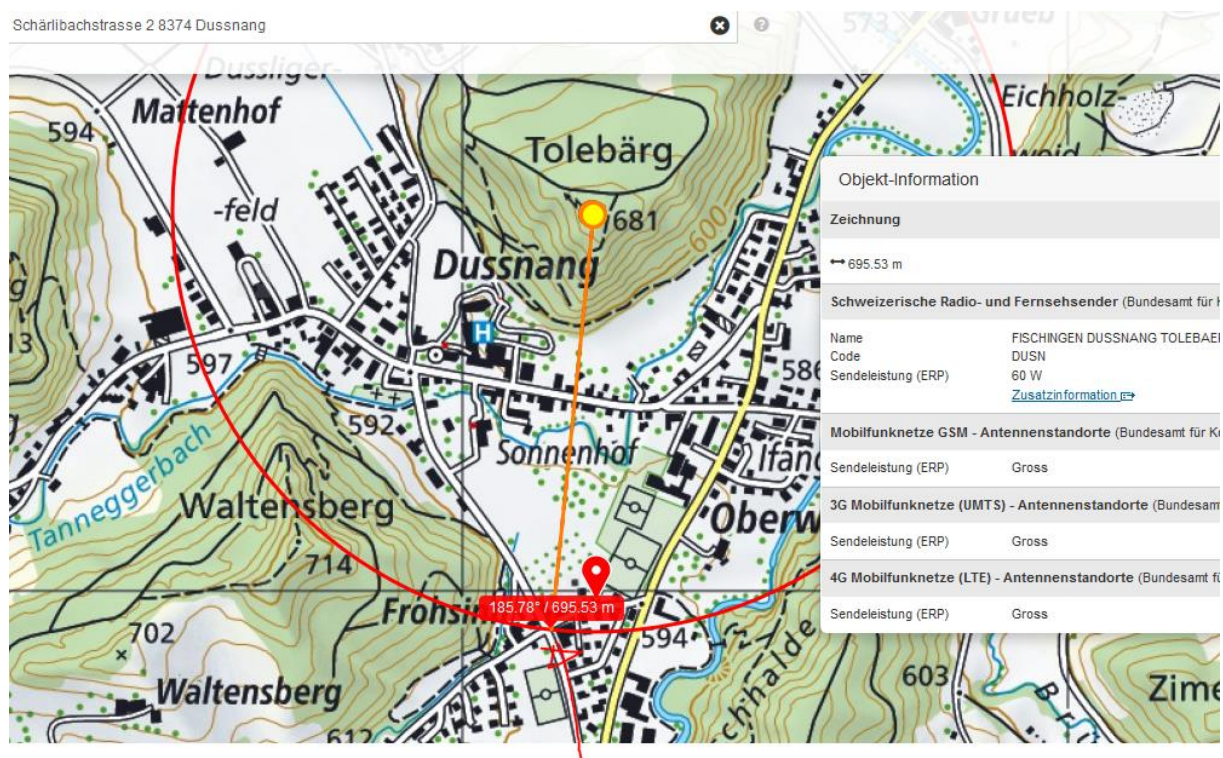 Schärlibachstrasse 2 8374 Dussnang
573
Grueb
Dussliger-
Mattenhof
594
Eichholz-
weid
Tolebärg
-feld
681
600
Dussnang
H
13
597
586
592
Sonnenhof
Ifang
Tanneggerbach
Waltensberg
Oberw
714
185.78° / 695.53 m
702
594
Waltensberg
603
612
Objekt-Information
Zeichnung
695.53 m
Schweizerische Radio- und Fernsehsender (Bundesamt für
Name FISCHINGEN DUSSNANG TOLEBAE
Code DUSN
Sendeleistung (ERP) 60 W
Zusatzinformation
Mobilfunknetze GSM - Antennenstandorte (Bundesamt für K
Sendeleistung (ERP) Gross
3G Mobilfunknetze (UMTS) - Antennenstandorte (Bundesam
Sendeleistung (ERP) Gross
4G Mobilfunknetze (LTE) - Antennenstandorte (Bundesamt fü
Sendeleistung (ERP) Gross